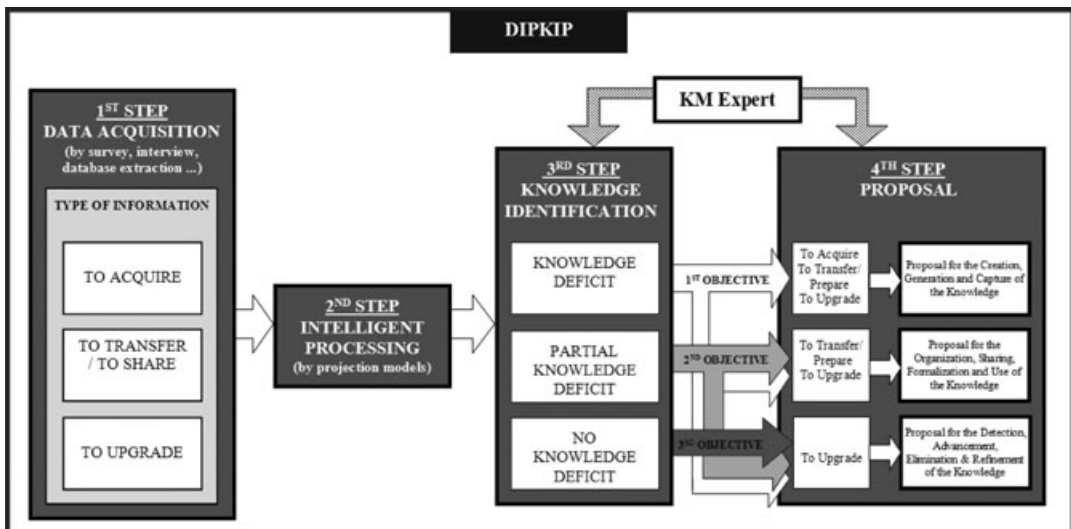 DIPKIP
KM Expert
1ST STEP
DATA ACQUISITION
(by survey, interview,
database extraction ...)
TYPE OF INFORMATION
TO ACQUIRE
TO TRANSFER
/ TO SHARE
TO UPGRADE
2ND STEP
INTELLIGENT
PROCESSING
(by projection models)
3RD STEP
KNOWLEDGE
IDENTIFICATION
KNOWLEDGE
DEFICIT
PARTIAL
KNOWLEDGE
DEFICIT
NO
KNOWLEDGE
DEFICIT
1ST OBJECTIVE
2ND OBJECTIVE
3RD OBJECTIVE
4TH STEP
PROPOSAL
To Acquire
To Transfer/
Prepare
To Upgrade
Proposal for the Creation,
Generation and Capture of
the Knowledge
To Transfer/
Prepare
To Upgrade
Proposal for the
Organization, Sharing,
Formalization and Use of
the Knowledge
To Upgrade
Proposal for the Detection,
Advancement,
Elimination & Refinement
of the Knowledge